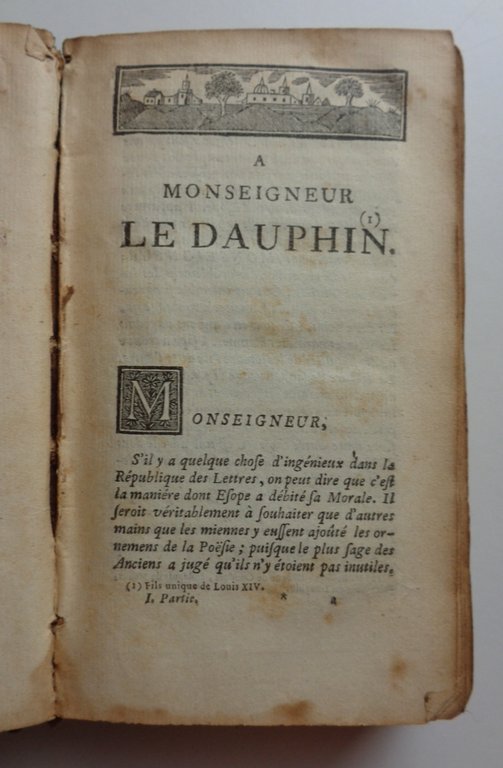 A
MONSEIGNEUR
LE DAUPHIN.(1)
MONSEIGNEUR,
S'il y a quelque choſe d'ingénieux dans la
République des Lettres, on peut dire que c'eſt
la maniére dont Eſope a débité ſa Morale. Il
ſeroit véritablement à ſouhaiter que d'autres
mains que les miennes y euſſent ajoûté les or-
nemens de la Poëſie; puiſque le plus ſage des
Anciens a jugé qu'ils n'y étoient pas inutiles.
(1) Fils unique de Louis XIV.
I. Partie. * a